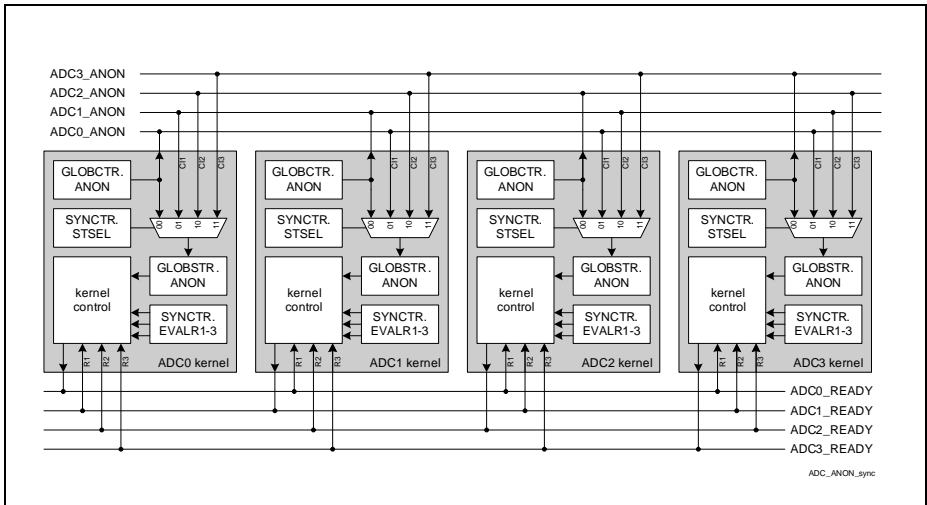 ADC3_ANON
ADC2_ANON
ADC1_ANON
ADC0_ANON
CI1 CI2 CI3
GLOBCTR.
ANON
SYNCTR.
STSEL
00 01 10 11
GLOBSTR.
ANON
kernel
control
SYNCTR.
EVALR1-3
R1 R2 R3
ADC0 kernel
CI1 CI2 CI3
GLOBCTR.
ANON
SYNCTR.
STSEL
00 01 10 11
GLOBSTR.
ANON
kernel
control
SYNCTR.
EVALR1-3
R1 R2 R3
ADC1 kernel
CI1 CI2 CI3
GLOBCTR.
ANON
SYNCTR.
STSEL
00 01 10 11
GLOBSTR.
ANON
kernel
control
SYNCTR.
EVALR1-3
R1 R2 R3
ADC2 kernel
CI1 CI2 CI3
GLOBCTR.
ANON
SYNCTR.
STSEL
00 01 10 11
GLOBSTR.
ANON
kernel
control
SYNCTR.
EVALR1-3
R1 R2 R3
ADC3 kernel
ADC0_READY
ADC1_READY
ADC2_READY
ADC3_READY
ADC_ANON_sync